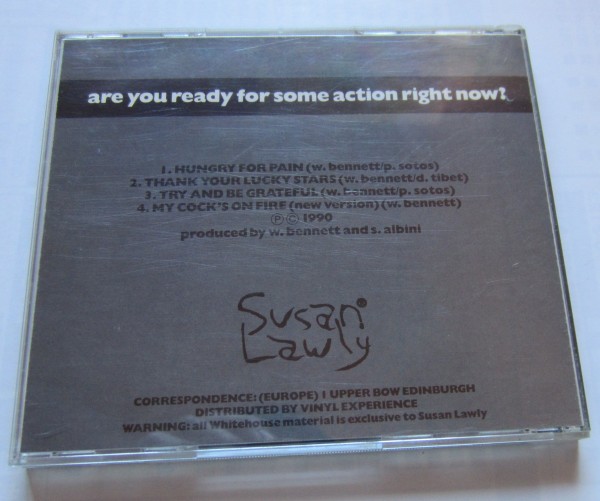 are you ready for some action right now?
1. HUNGRY FOR PAIN (w. bennett/p. sotos)
2. THANK YOUR LUCKY STARS (w. bennett/d. tibet)
3. TRY AND BE GRATEFUL (w. bennett/p. sotos)
4. MY COCK'S ON FIRE (new version) (w. bennett)
℗ © 1990
produced by w. bennett and s. albini
Susan®
Lawly
CORRESPONDENCE: (EUROPE) 1 UPPER BOW EDINBURGH
DISTRIBUTED BY VINYL EXPERIENCE
WARNING: all Whitehouse material is exclusive to Susan Lawly